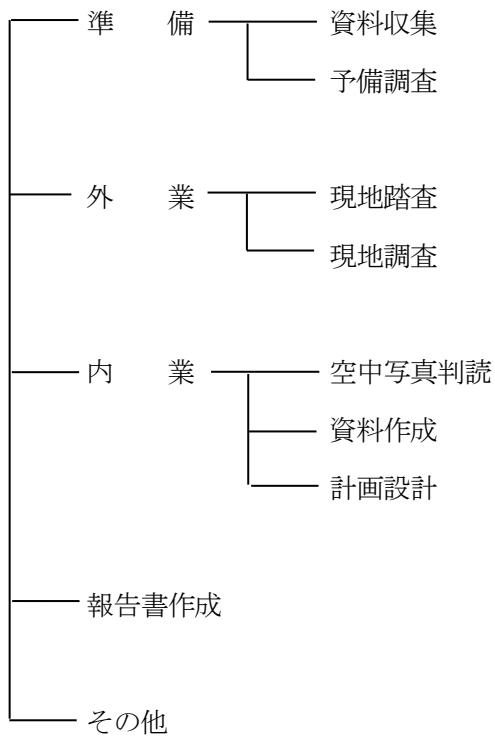 準　備　資料収集
予備調査
外　業　現地踏査
現地調査
内　業　空中写真判読
資料作成
計画設計
報告書作成
その他